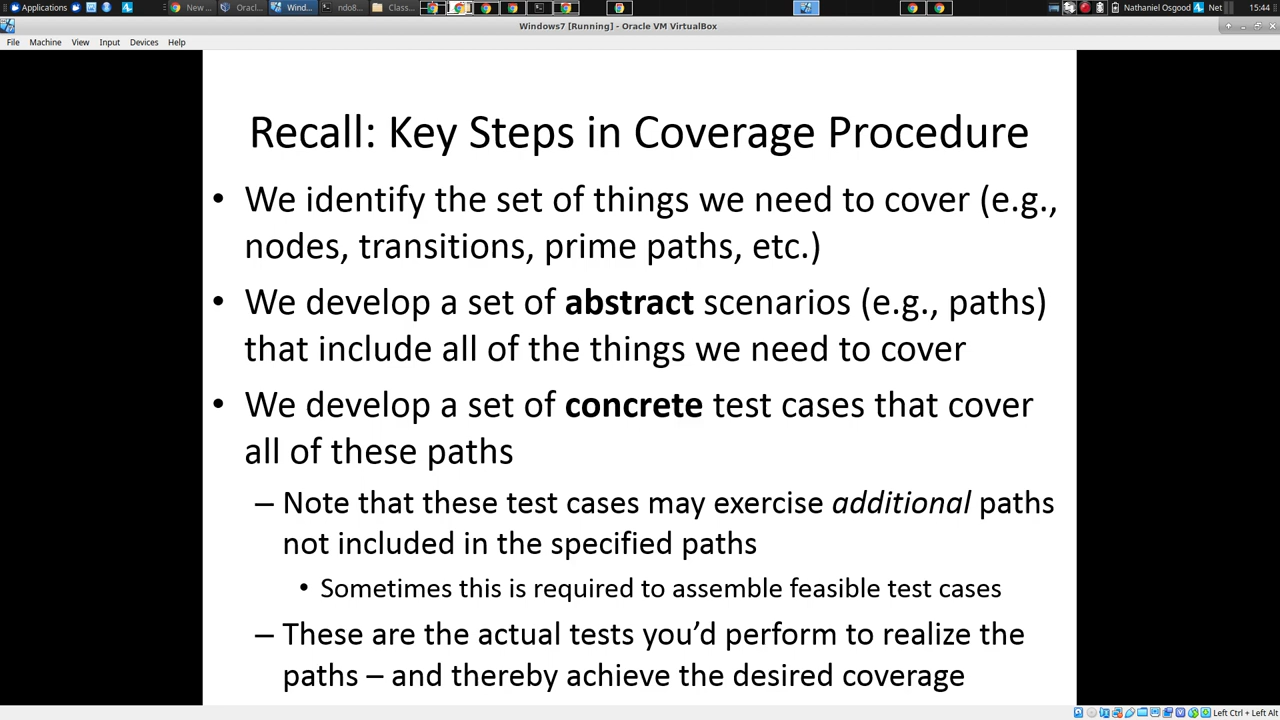 Applications
New ...
Oracl...
Wind...
ndo8...
Class...
Nathaniel Osgood
Net
15:44
Windows7 [Running] - Oracle VM VirtualBox
File Machine View Input Devices Help
Recall: Key Steps in Coverage Procedure
• We identify the set of things we need to cover (e.g.,
nodes, transitions, prime paths, etc.)
• We develop a set of abstract scenarios (e.g., paths)
that include all of the things we need to cover
• We develop a set of concrete test cases that cover
all of these paths
– Note that these test cases may exercise additional paths
not included in the specified paths
• Sometimes this is required to assemble feasible test cases
– These are the actual tests you’d perform to realize the
paths – and thereby achieve the desired coverage
Left Ctrl + Left Alt